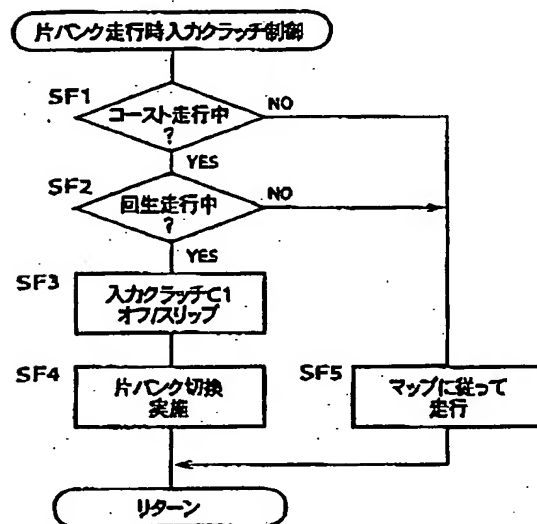 片バンク走行時入力クラッチ制御
SF1
コースト走行中
?
NO
YES
SF2
回生走行中
?
NO
YES
SF3
入力クラッチC1
オフ/スリップ
SF4
片バンク切換
実施
SF5
マップに従って
走行
リターン